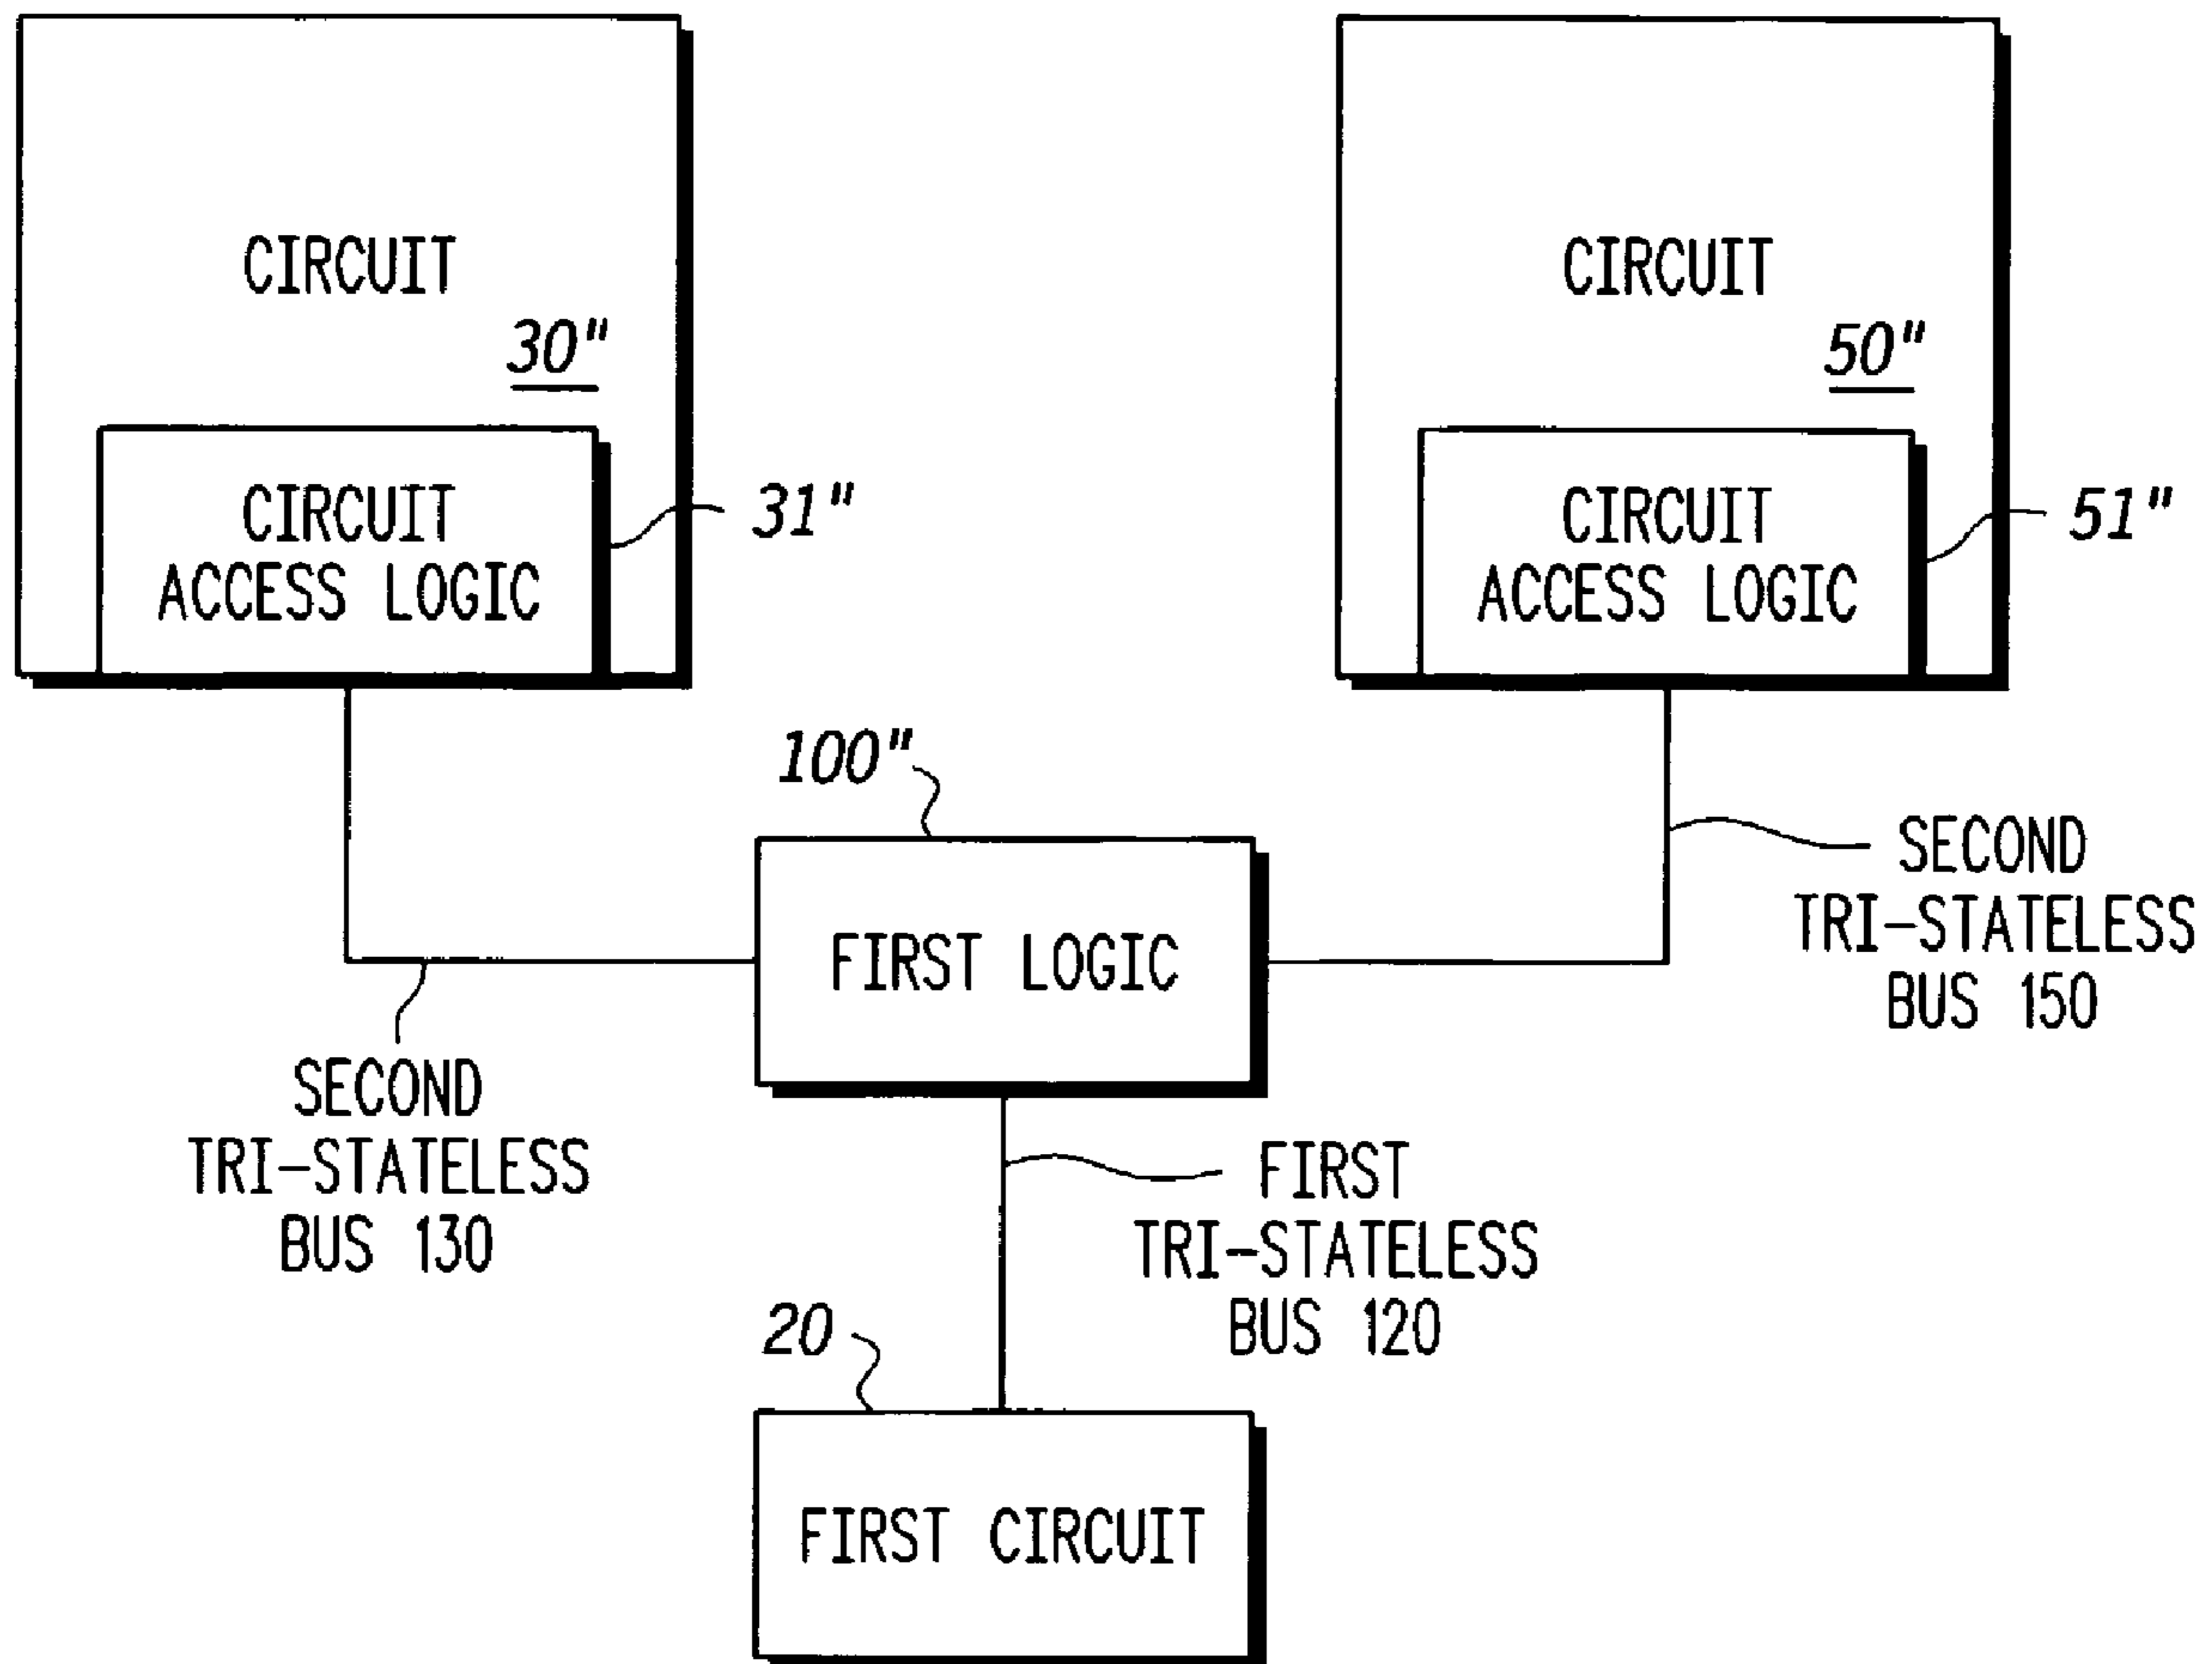 CIRCUIT
30"
CIRCUIT
ACCESS LOGIC
31"
CIRCUIT
50"
CIRCUIT
ACCESS LOGIC
51"
100"
FIRST LOGIC
SECOND
TRI-STATELESS
BUS 150
SECOND
TRI-STATELESS
BUS 130
FIRST
TRI-STATELESS
BUS 120
20
FIRST CIRCUIT